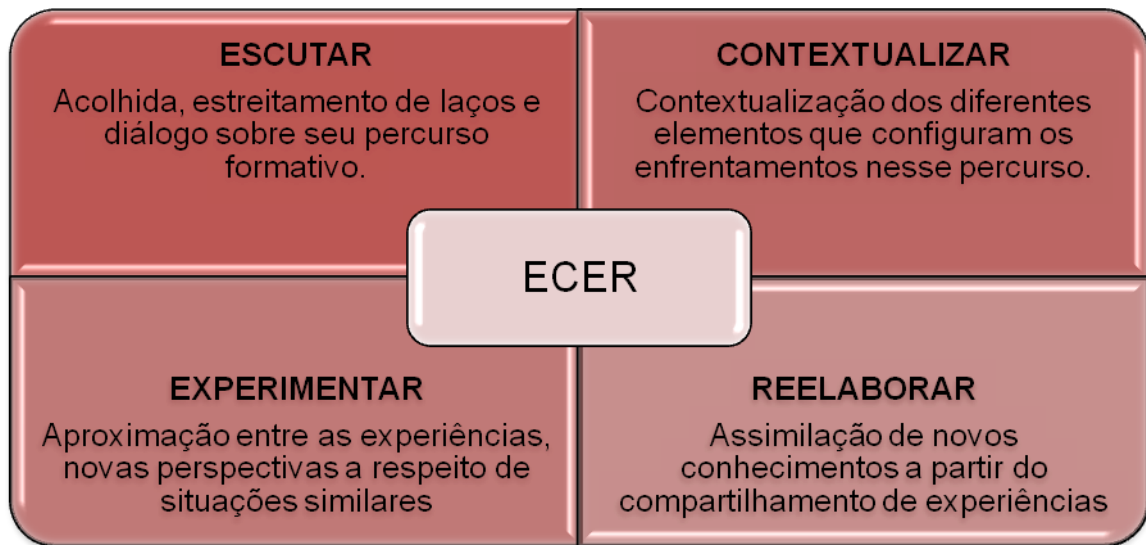 ESCUTAR
Acolhida, estreitamento de laços e
diálogo sobre seu percurso
formativo.
CONTEXTUALIZAR
Contextualização dos diferentes
elementos que configuram os
enfrentamentos nesse percurso.
ECER
EXPERIMENTAR
Aproximação entre as experiências,
novas perspectivas a respeito de
situações similares
REELABORAR
Assimilação de novos
conhecimentos a partir do
compartilhamento de experiências